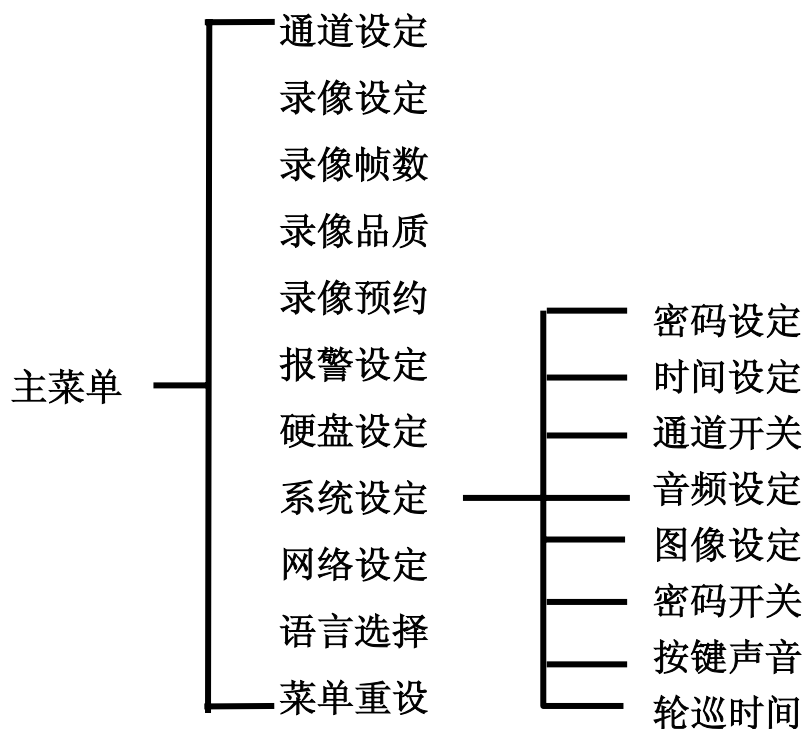 主菜单
通道设定
录像设定
录像帧数
录像品质
录像预约
报警设定
硬盘设定
系统设定
网络设定
语言选择
菜单重设
密码设定
时间设定
通道开关
音频设定
图像设定
密码开关
按键声音
轮巡时间